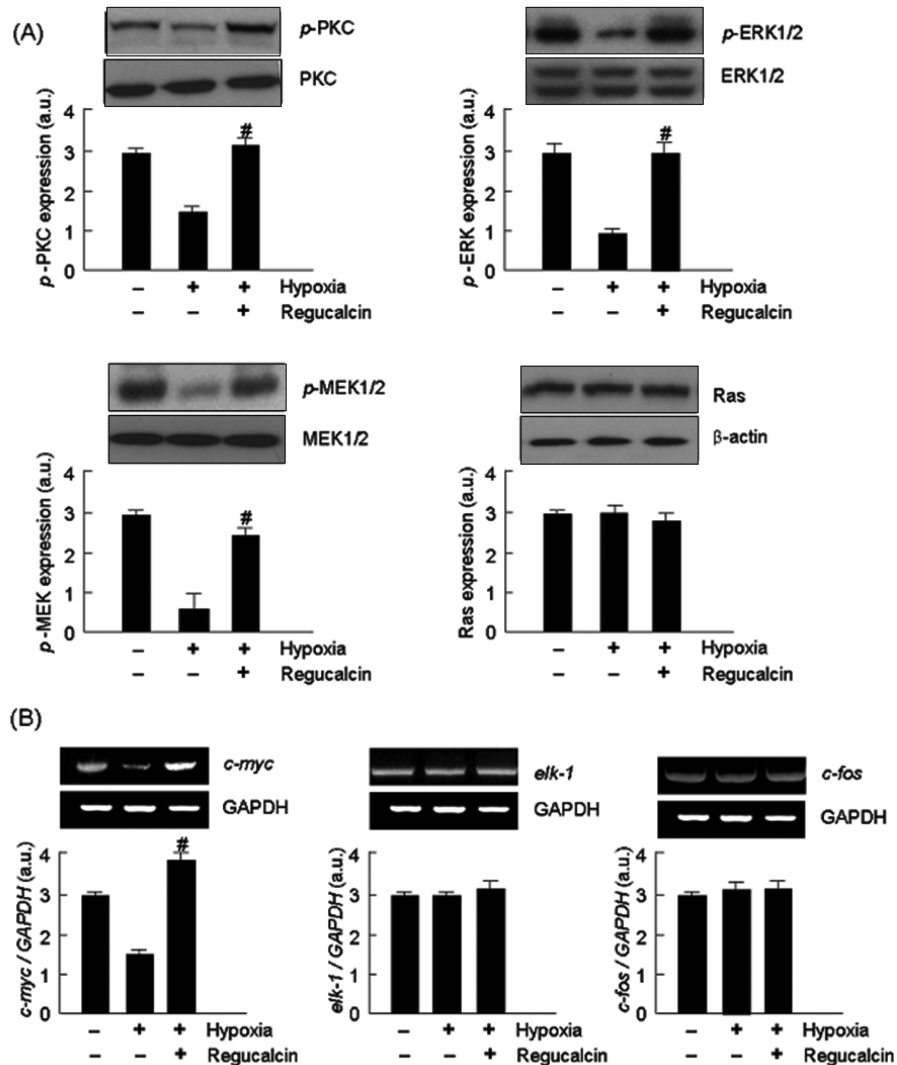 (A)
p-PKC
PKC
4
3
2
1
0
p-PKC expression (a.u.)
#
– + + Hypoxia
– – + Regucalcin
p-ERK1/2
ERK1/2
4
3
2
1
0
p-ERK expression (a.u.)
#
– + + Hypoxia
– – + Regucalcin
p-MEK1/2
MEK1/2
4
3
2
1
0
p-MEK expression (a.u.)
#
– + + Hypoxia
– – + Regucalcin
Ras
β-actin
4
3
2
1
0
Ras expression (a.u.)
– + + Hypoxia
– – + Regucalcin
(B)
c-myc
GAPDH
4
3
2
1
0
c-myc / GAPDH (a.u.)
#
– + + Hypoxia
– – + Regucalcin
elk-1
GAPDH
4
3
2
1
0
elk-1 / GAPDH (a.u.)
– + + Hypoxia
– – + Regucalcin
c-fos
GAPDH
4
3
2
1
0
c-fos / GAPDH (a.u.)
– + + Hypoxia
– – + Regucalcin